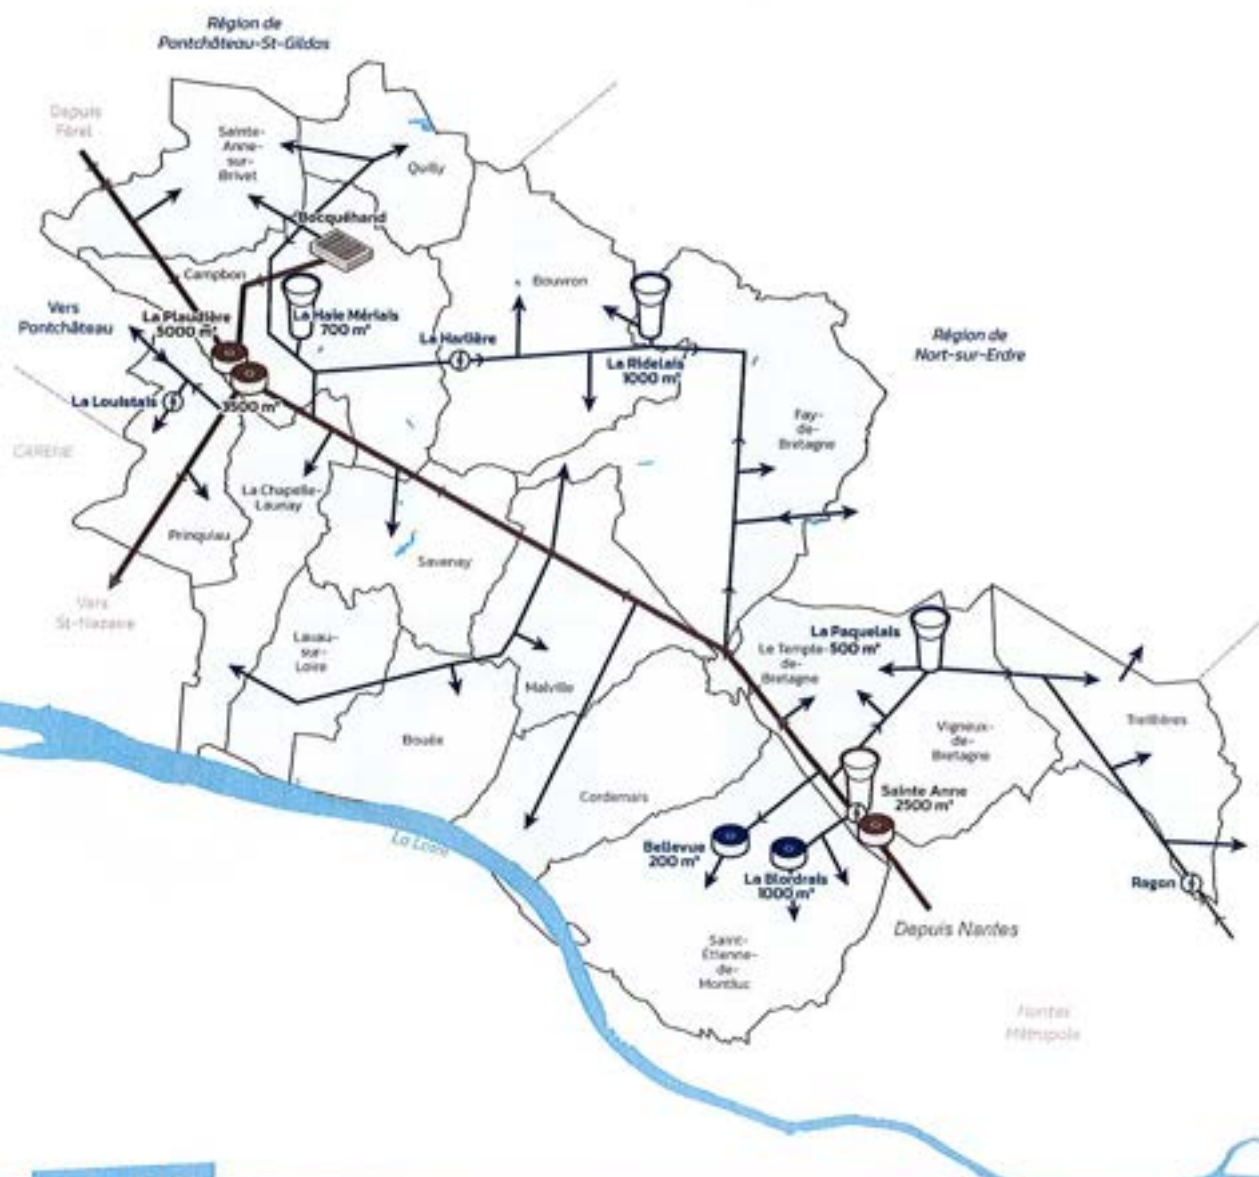 Région de
Pontchâteau-St-Gildas
Depuis
Férel
Sainte-
Anne-
sur-
Brivet
Quilly
Bocquéhand
Campbon
Bouvron
Vers
Pontchâteau
La Plaudière
5000 m³
La Haie Mériais
700 m³
La Harlière
La Ridelais
1000 m³
Région de
Nort-sur-Erdre
La Louistais
3500 m³
CARENE
Fay-
de-
Bretagne
La Chapelle-
Launay
Prinquiau
Savenay
Vers
St-Nazaire
Lavau-
sur-
Loire
La Paquelais
500 m³
Le Temple-
de-
Bretagne
Malville
Treillières
Vigneux-
de-
Bretagne
Bouée
Cordemais
Sainte Anne
2500 m³
La Loire
Bellevue
200 m³
La Blordrais
1000 m³
Ragon
Depuis Nantes
Saint-
Étienne-
de-
Montluc
Nantes
Métropole